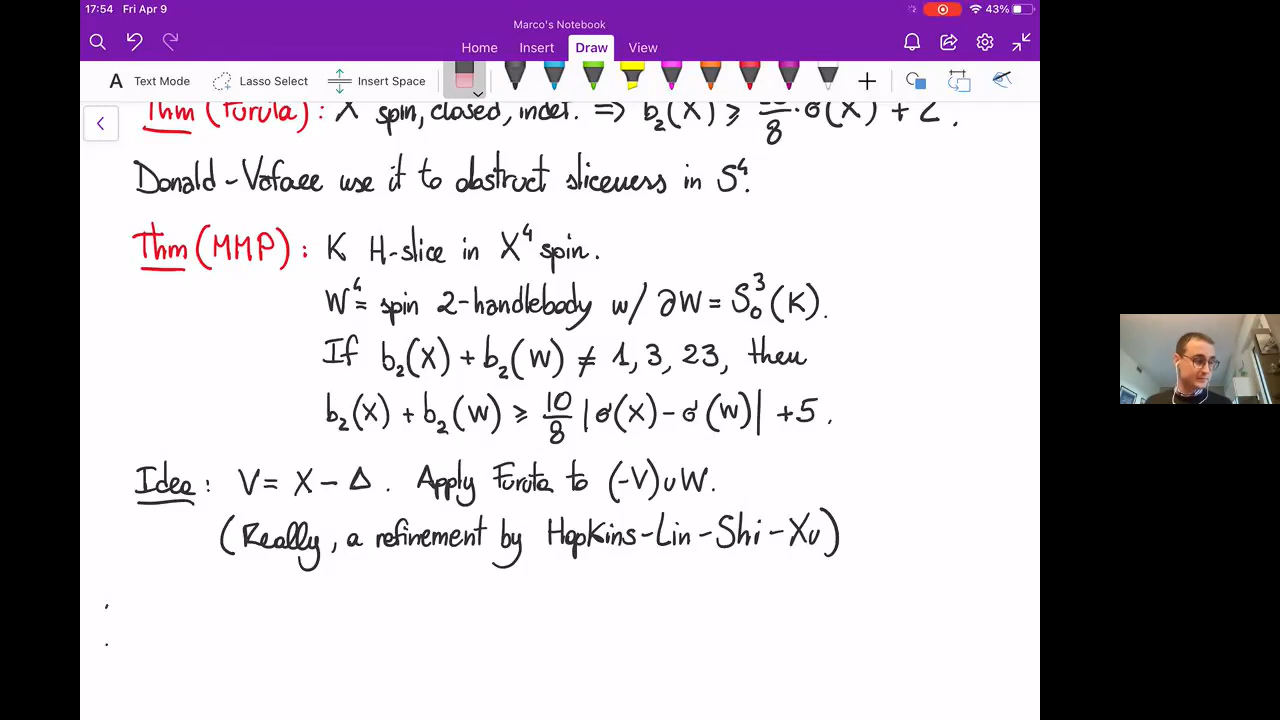 17:54 Fri Apr 9
43%
Marco's Notebook
Home Insert Draw View
A Text Mode Lasso Select Insert Space
Thm (Furuta) : X spin, closed, indef. => b₂(X) ⩾ 10/8 · σ(X) + 2 .
Donald - Vafaee use it to obstruct sliceness in S⁴.
Thm (MMP) : K H-slice in X⁴ spin.
W⁴ = spin 2-handlebody w/ ∂W = S³₀(K).
If b₂(X) + b₂(W) ≠ 1, 3, 23, then
b₂(X) + b₂(W) ⩾ 10/8 |σ(X) - σ(W)| + 5 .
Idea : V = X - Δ . Apply Furuta to (-V) ∪ W.
(Really, a refinement by Hopkins - Lin - Shi - Xu)